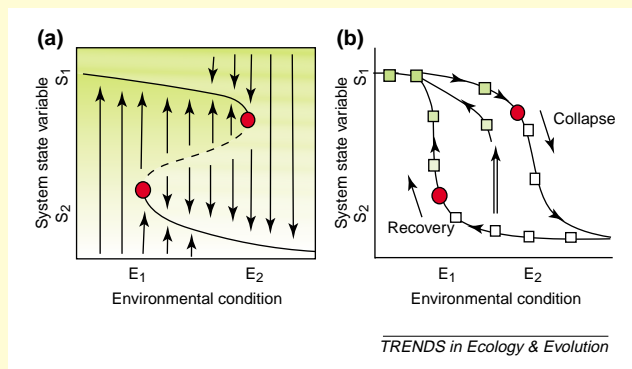 (a)
System state variable
S1
S2
E1
E2
Environmental condition
(b)
System state variable
S1
S2
Collapse
Recovery
E1
E2
Environmental condition
TRENDS in Ecology & Evolution